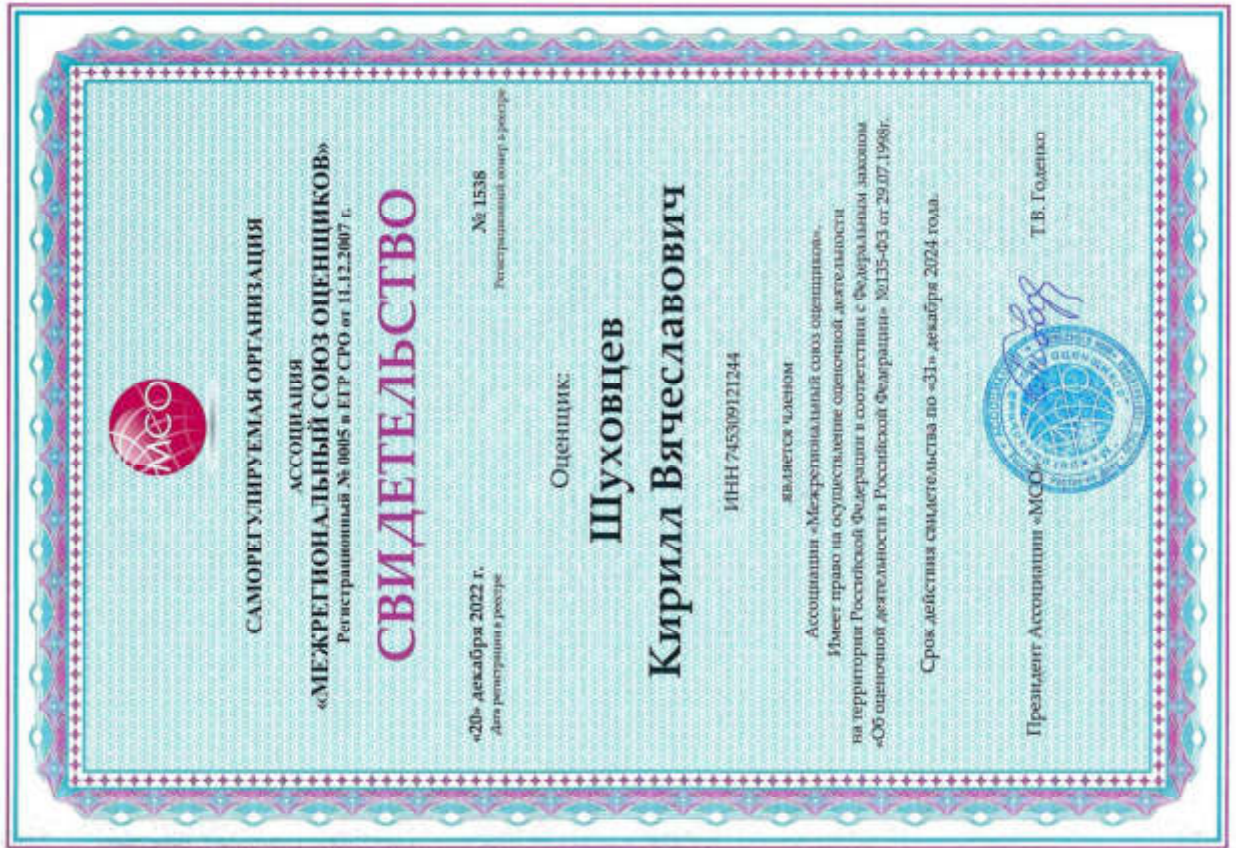 МСО
САМОРЕГУЛИРУЕМАЯ ОРГАНИЗАЦИЯ
АССОЦИАЦИЯ
«МЕЖРЕГИОНАЛЬНЫЙ СОЮЗ ОЦЕНЩИКОВ»
Регистрационный № 0005 в ЕГР СРО от 11.12.2007 г.
СВИДЕТЕЛЬСТВО
«20» декабря 2022 г. № 1538
Дата регистрации в реестре Регистрационный номер в реестре
Оценщик:
Шуховцев
Кирилл Вячеславович
ИНН 745309121244
является членом
Ассоциации «Межрегиональный союз оценщиков».
Имеет право на осуществление оценочной деятельности
на территории Российской Федерации в соответствии с Федеральным законом
«Об оценочной деятельности в Российской Федерации» №135-ФЗ от 29.07.1998г.
Срок действия свидетельства по «31» декабря 2024 года.
Президент Ассоциации «МСО» Т.В. Годенко